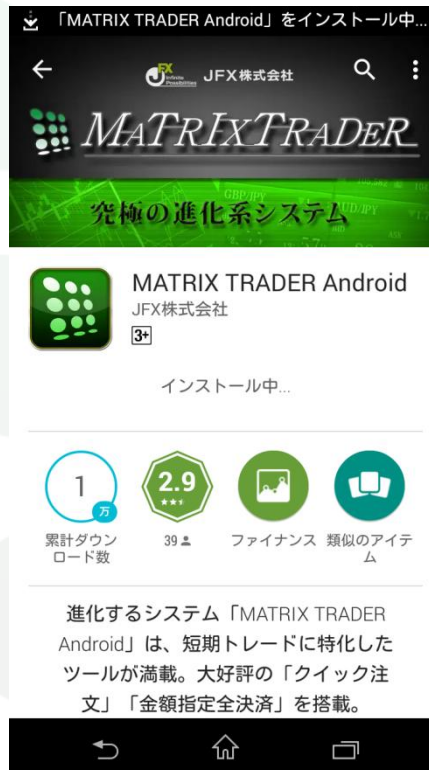 「MATRIX TRADER Android」をインストール中...
JFX
Infinite
Possibilities
JFX株式会社
MATRIXTRADER
GBP/JPY
究極の進化系システム
MATRIX TRADER Android
JFX株式会社
3+
インストール中...
1
万
累計ダウン
ロード数
2.9
39
ファイナンス
類似のアイテ
ム
進化するシステム「MATRIX TRADER
Android」は、短期トレードに特化した
ツールが満載。大好評の「クイック注
文」「金額指定全決済」を搭載。